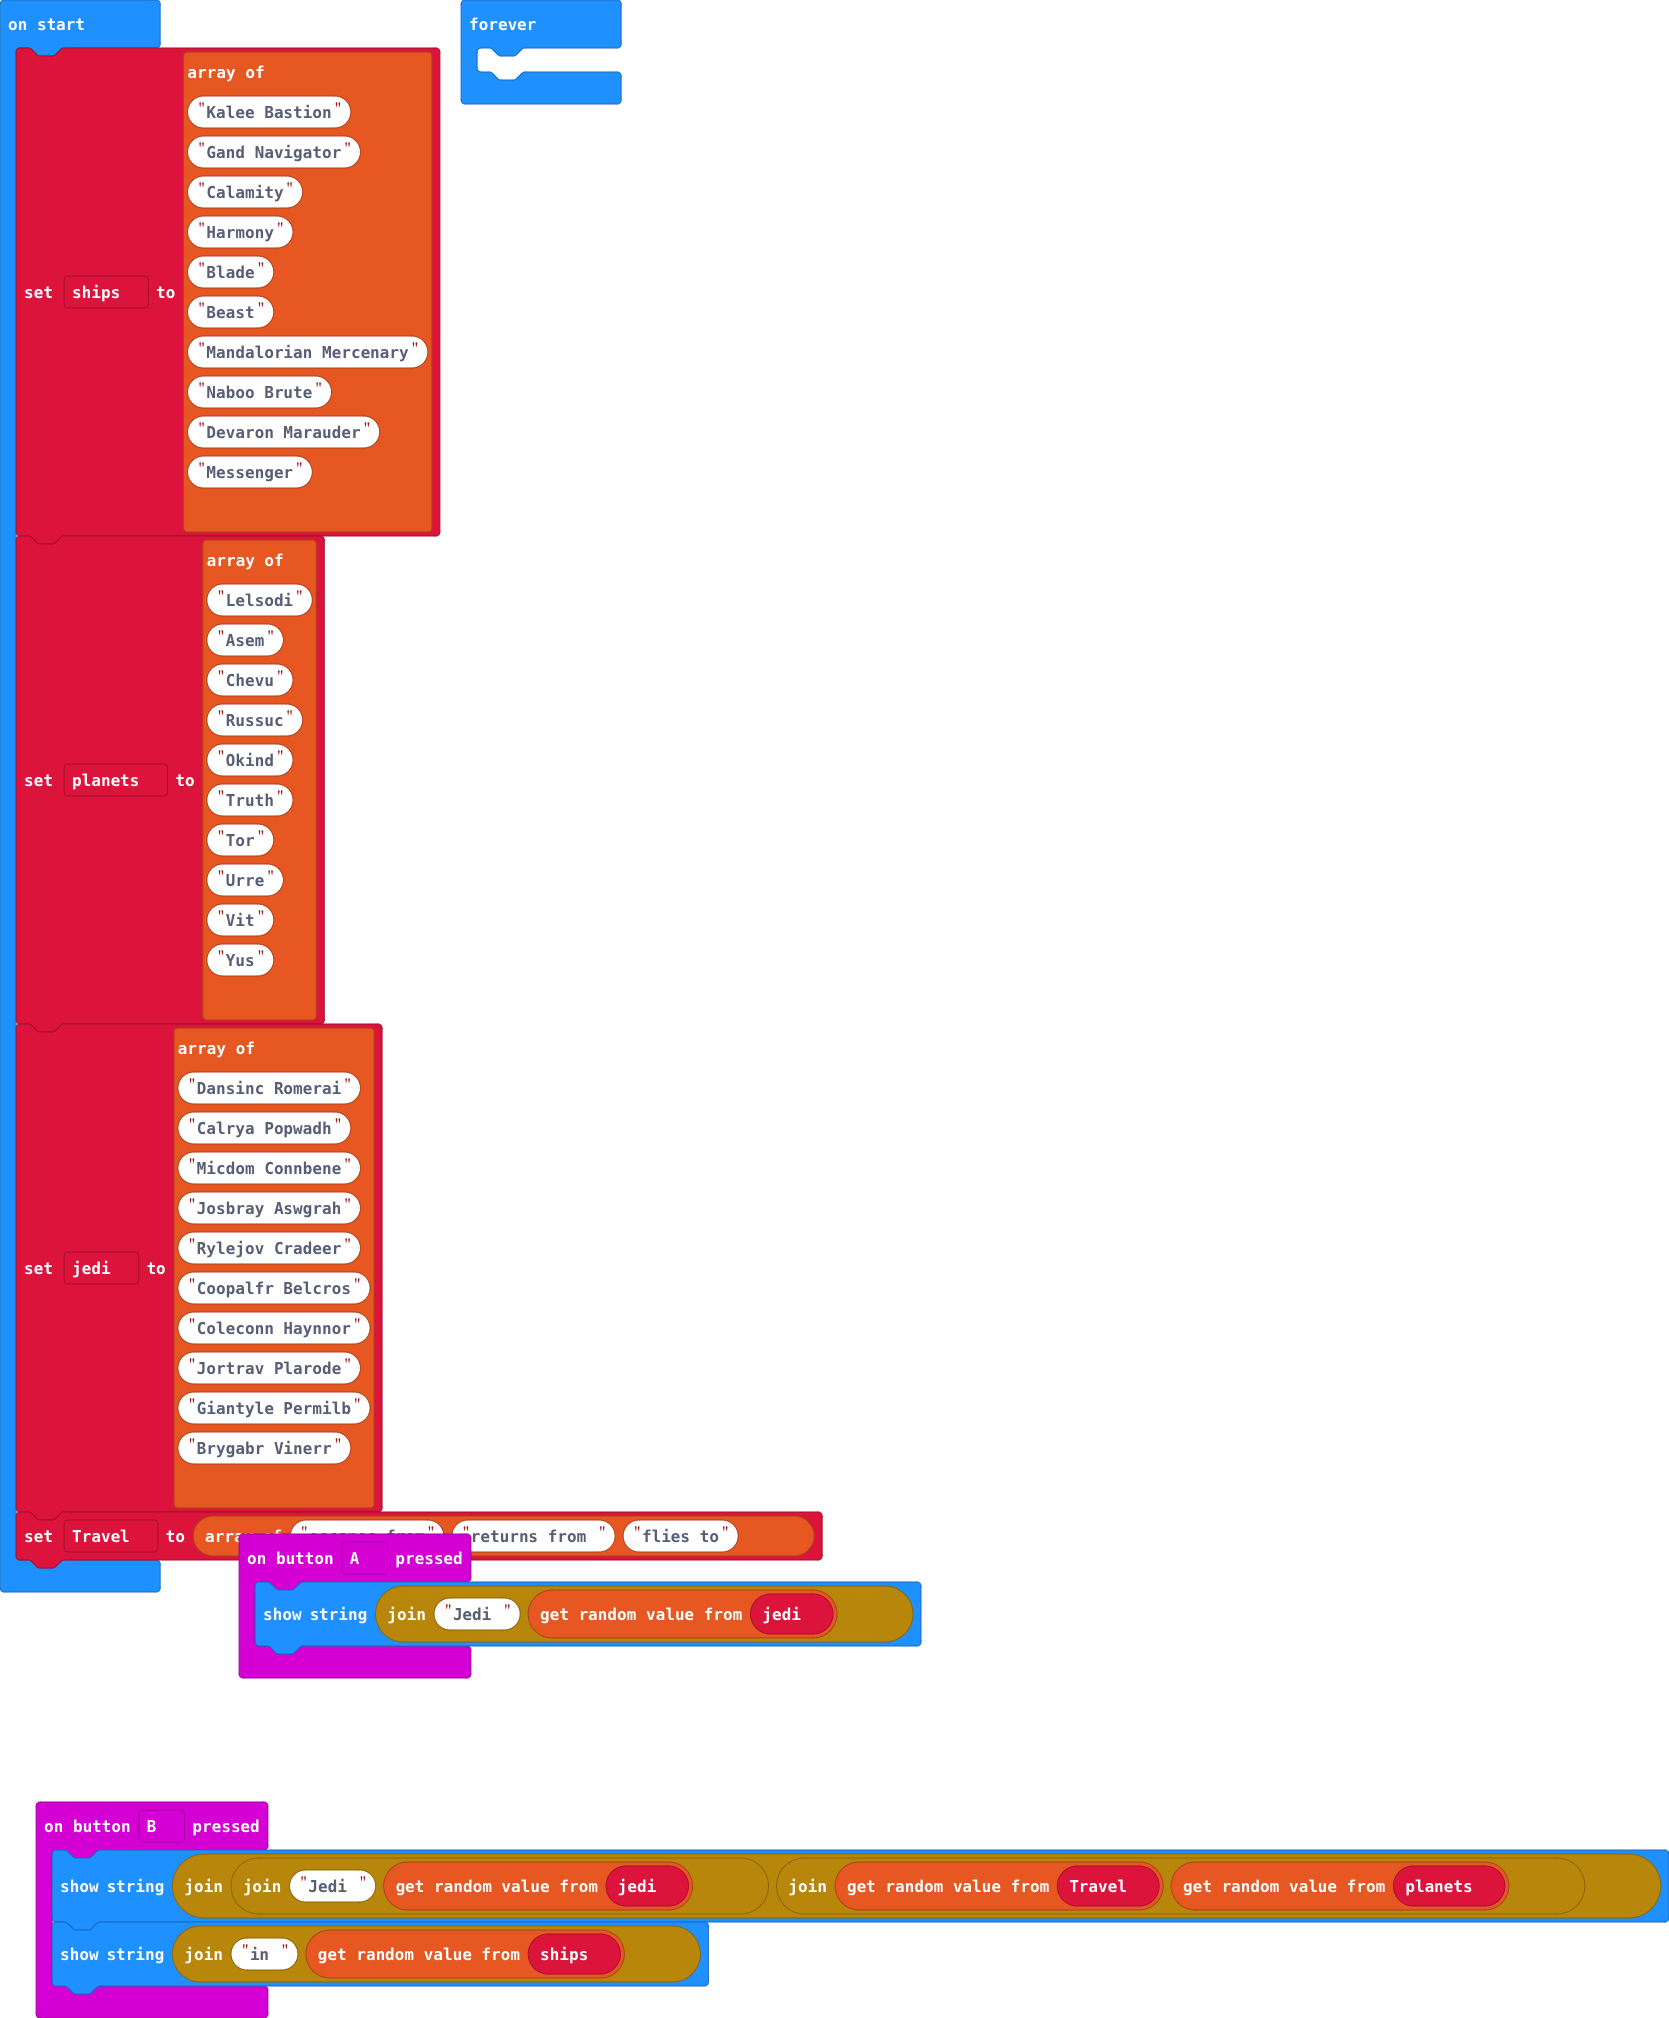 on start
set ships to array of
"Kalee Bastion"
"Gand Navigator"
"Calamity"
"Harmony"
"Blade"
"Beast"
"Mandalorian Mercenary"
"Naboo Brute"
"Devaron Marauder"
"Messenger"
set planets to array of
"Lelsodi"
"Asem"
"Chevu"
"Russuc"
"Okind"
"Truth"
"Tor"
"Urre"
"Vit"
"Yus"
set jedi to array of
"Dansinc Romerai"
"Calrya Popwadh"
"Micdom Connbene"
"Josbray Aswgrah"
"Rylejov Cradeer"
"Coopalfr Belcros"
"Coleconn Haynnor"
"Jortrav Plarode"
"Giantyle Permilb"
"Brygabr Vinerr"
set Travel to "returns from " "flies to"
forever
on button A pressed
show string join "Jedi " get random value from jedi
on button B pressed
show string join join "Jedi " get random value from jedi join get random value from Travel get random value from planets
show string join "in " get random value from ships